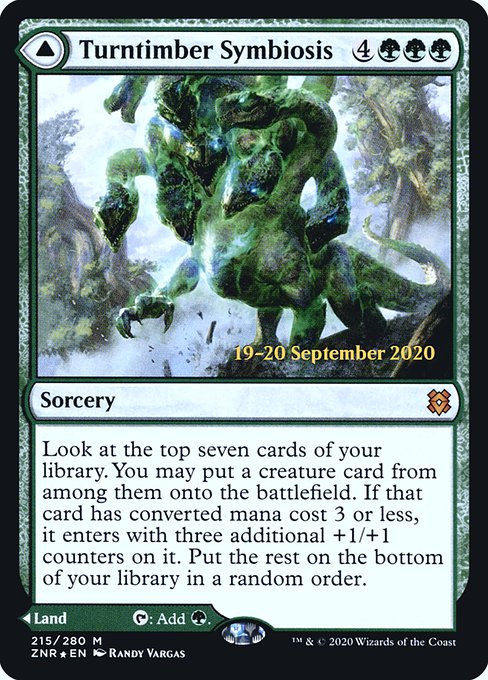 Turntimber Symbiosis 4
19–20 September 2020
Sorcery
Look at the top seven cards of your
library. You may put a creature card from
among them onto the battlefield. If that
card has converted mana cost 3 or less,
it enters with three additional +1/+1
counters on it. Put the rest on the bottom
of your library in a random order.
Land : Add .
215/280 M
ZNR★EN Randy Vargas
™ & © 2020 Wizards of the Coast